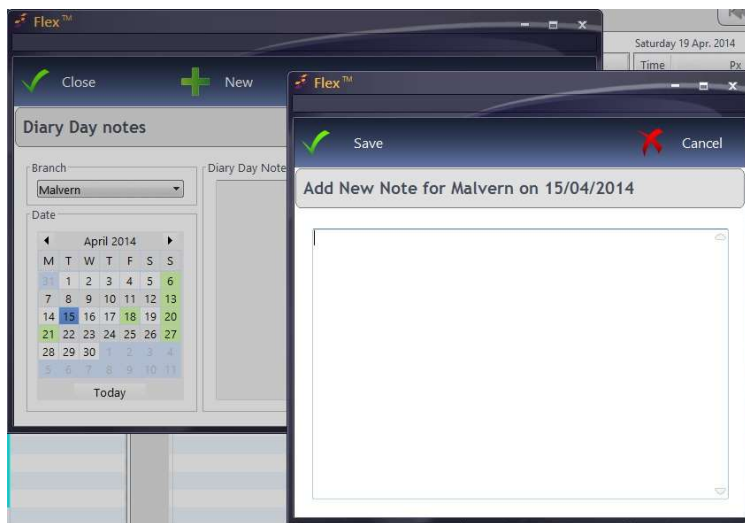 Flex™
Saturday 19 Apr. 2014
Time Px
Close New
Flex™
Diary Day notes
Save Cancel
Add New Note for Malvern on 15/04/2014
Branch
Diary Day Note
Malvern
Date
April 2014
M T W T F S S
31 1 2 3 4 5 6
7 8 9 10 11 12 13
14 15 16 17 18 19 20
21 22 23 24 25 26 27
28 29 30 1 2 3 4
5 6 7 8 9 10 11
Today